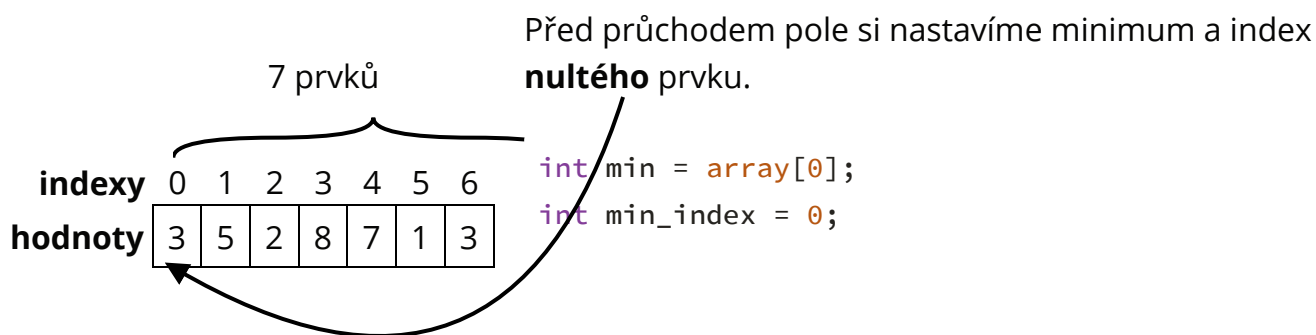 Před průchodem pole si nastavíme minimum a index
nultého prvku.
7 prvků
int min = array[0];
int min_index = 0;
indexy 0 1 2 3 4 5 6
hodnoty 3 5 2 8 7 1 3